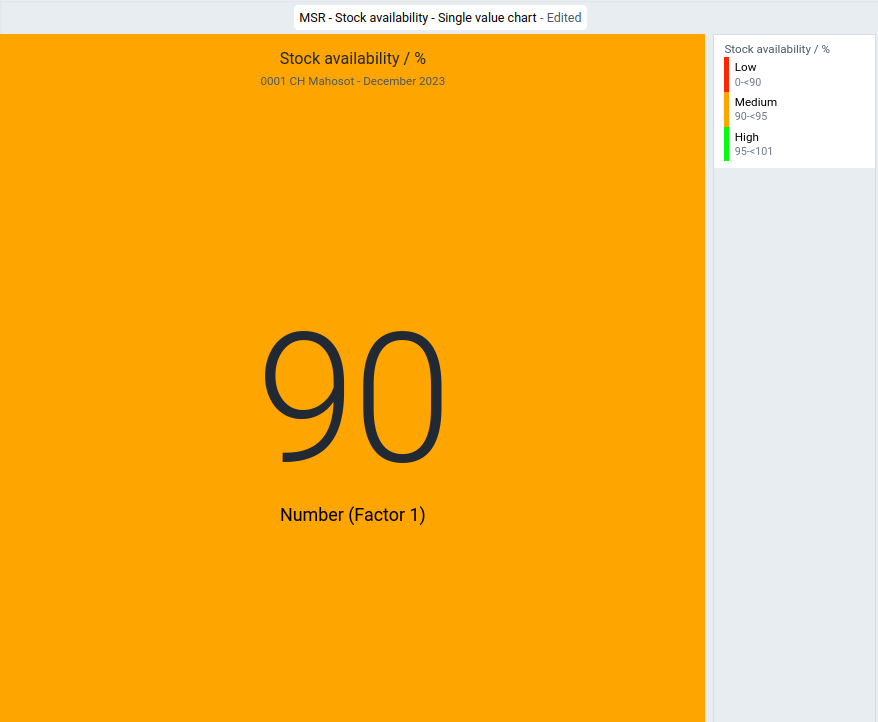 MSR - Stock availability - Single value chart - Edited
Stock availability / %
0001 CH Mahosot - December 2023
90
Number (Factor 1)
Stock availability / %
Low
0-<90
Medium
90-<95
High
95-<101